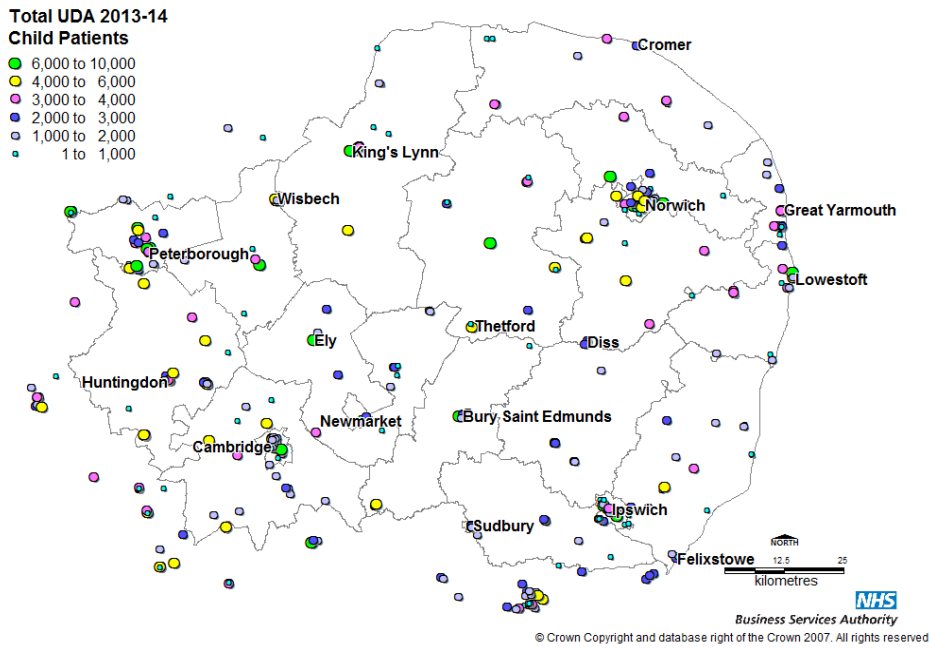 Total UDA 2013-14
Child Patients
6,000 to 10,000
4,000 to 6,000
3,000 to 4,000
2,000 to 3,000
1,000 to 2,000
1 to 1,000
Cromer
King's Lynn
Wisbech
Norwich
Great Yarmouth
Peterborough
Lowestoft
Thetford
Ely
Diss
Huntingdon
Newmarket
Bury Saint Edmunds
Cambridge
Ipswich
Sudbury
Felixstowe
NORTH
12.5 25
kilometres
NHS
Business Services Authority
© Crown Copyright and database right of the Crown 2007. All rights reserved